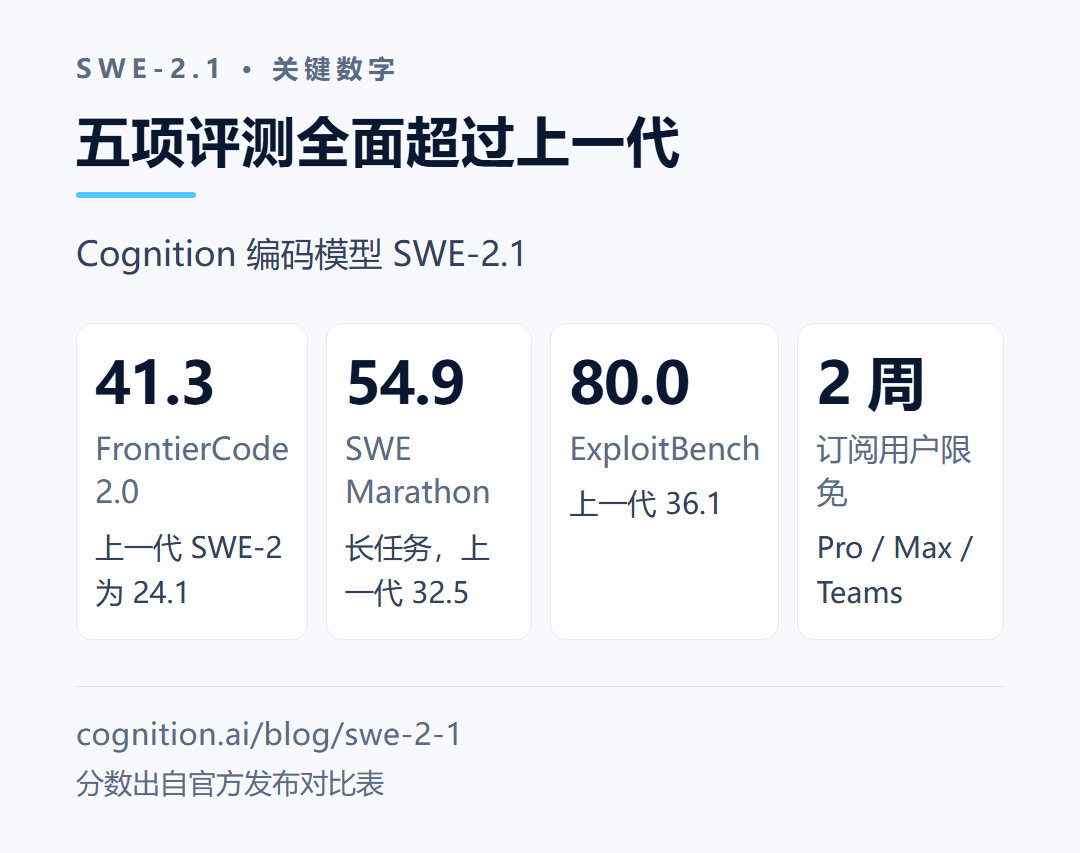 SWE-2.1 • 关键数字
五项评测全面超过上一代
Cognition 编码模型 SWE-2.1
41.3
FrontierCode
2.0
上一代 SWE-2
为 24.1
54.9
SWE
Marathon
长任务，上
一代 32.5
80.0
ExploitBench
上一代 36.1
2 周
订阅用户限
免
Pro / Max /
Teams
cognition.ai/blog/swe-2-1
分数出自官方发布对比表